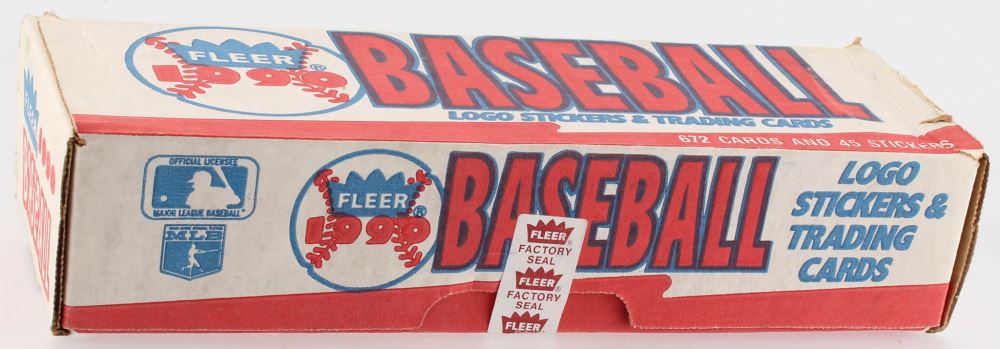 FLEER®
1990
BASEBALL
LOGO STICKERS & TRADING CARDS
672 CARDS AND 45 STICKERS
OFFICIAL LICENSEE
MAJOR LEAGUE BASEBALL
MLB
FLEER®
1990
BASEBALL
LOGO
STICKERS &
TRADING
CARDS
FLEER®
FACTORY
SEAL
FLEER®
FACTORY
SEAL
FLEER